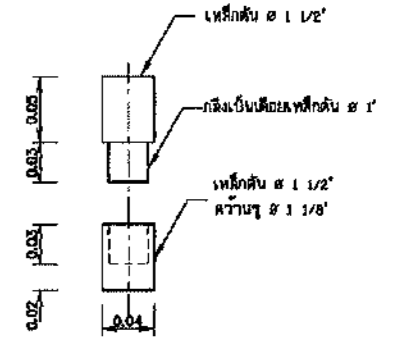 เหล็กตัน ø 1 1/2"
0.05
กลึงเป็นเดือยเหล็กตัน ø 1"
0.03
เหล็กตัน ø 1 1/2"
คว้านรู ø 1 1/8"
0.03
0.02
0.04